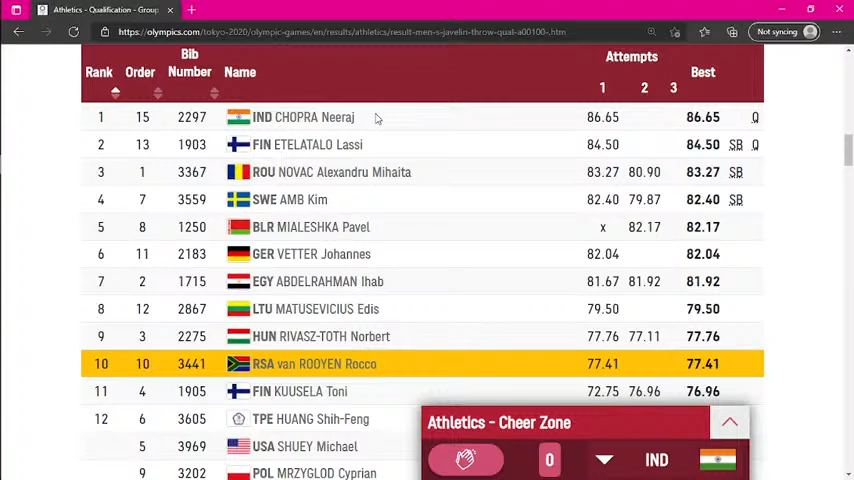 Athletics - Qualification - Group
https://olympics.com/tokyo-2020/olympic-games/en/results/athletics/result-men-s-javelin-throw-qual-a00100-.htm
Not syncing
Rank Order Bib Number Name Attempts 1 2 3 Best
1 15 2297 IND CHOPRA Neeraj 86.65 86.65 Q
2 13 1903 FIN ETELATALO Lassi 84.50 84.50 SB Q
3 1 3367 ROU NOVAC Alexandru Mihaita 83.27 80.90 83.27 SB
4 7 3559 SWE AMB Kim 82.40 79.87 82.40 SB
5 8 1250 BLR MIALESHKA Pavel x 82.17 82.17
6 11 2183 GER VETTER Johannes 82.04 82.04
7 2 1715 EGY ABDELRAHMAN Ihab 81.67 81.92 81.92
8 12 2867 LTU MATUSEVICIUS Edis 79.50 79.50
9 3 2275 HUN RIVASZ-TOTH Norbert 77.76 77.11 77.76
10 10 3441 RSA van ROOYEN Rocco 77.41 77.41
11 4 1905 FIN KUUSELA Toni 72.75 76.96 76.96
12 6 3605 TPE HUANG Shih-Feng
5 3969 USA SHUEY Michael
9 3202 POL MRZYGLOD Cyprian
Athletics - Cheer Zone
0 IND